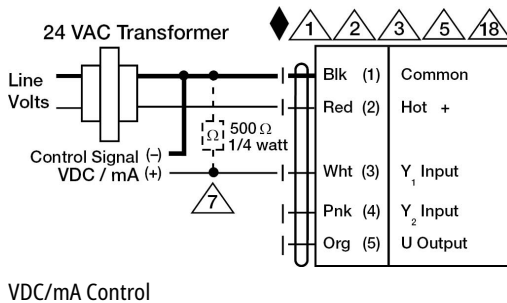 24 VAC Transformer
1 2 3 5 18
Line
Volts
Blk (1) Common
Red (2) Hot +
Ω 500 Ω
1/4 watt
Control Signal (-)
VDC / mA (+)
Wht (3) Y1 Input
7
Pnk (4) Y2 Input
Org (5) U Output
VDC/mA Control